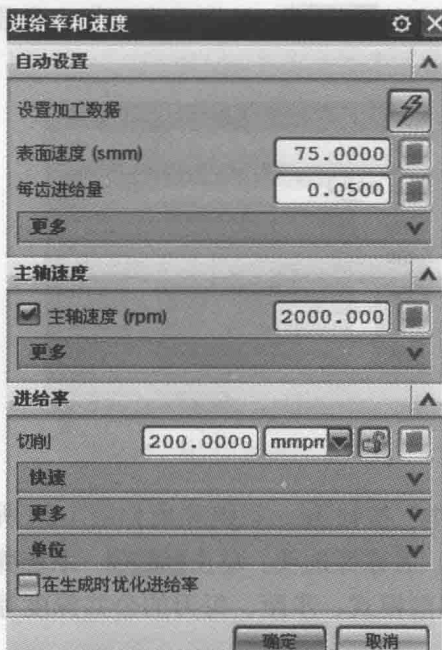 进给率和速度
自动设置
设置加工数据
表面速度 (smm) 75.0000
每齿进给量 0.0500
更多
主轴速度
主轴速度 (rpm) 2000.000
更多
进给率
切削 200.0000 mmpm
快速
更多
单位
在生成时优化进给率
确定 取消